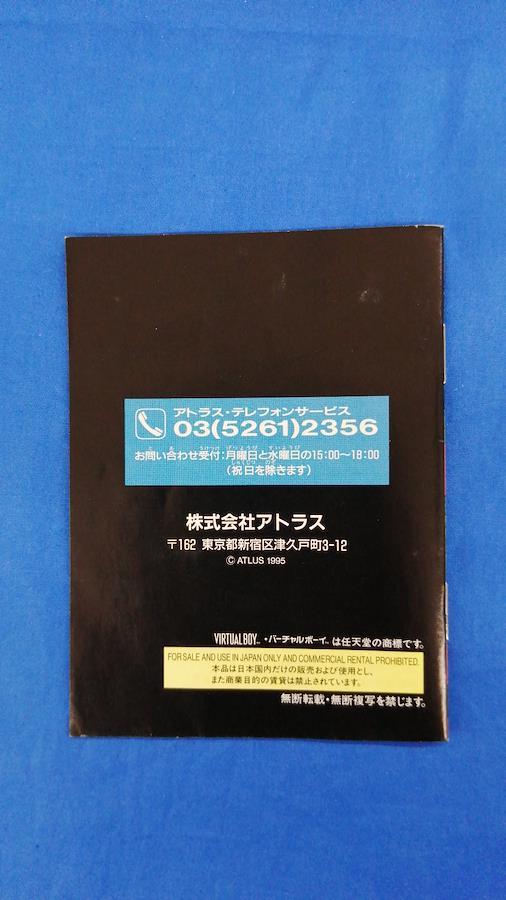 アトラス・テレフォンサービス
03(5261)2356
お問い合わせ受付:月曜日と水曜日の15:00〜18:00
(祝日を除きます)
株式会社アトラス
〒162 東京都新宿区津久戸町3-12
© ATLUS 1995
VIRTUAL BOY™ ・バーチャルボーイ™ は任天堂の商標です。
FOR SALE AND USE IN JAPAN ONLY AND COMMERCIAL RENTAL PROHIBITED.
本品は日本国内だけの販売および使用とし、
また商業目的の賃貸は禁止されています。
無断転載・無断複写を禁じます。